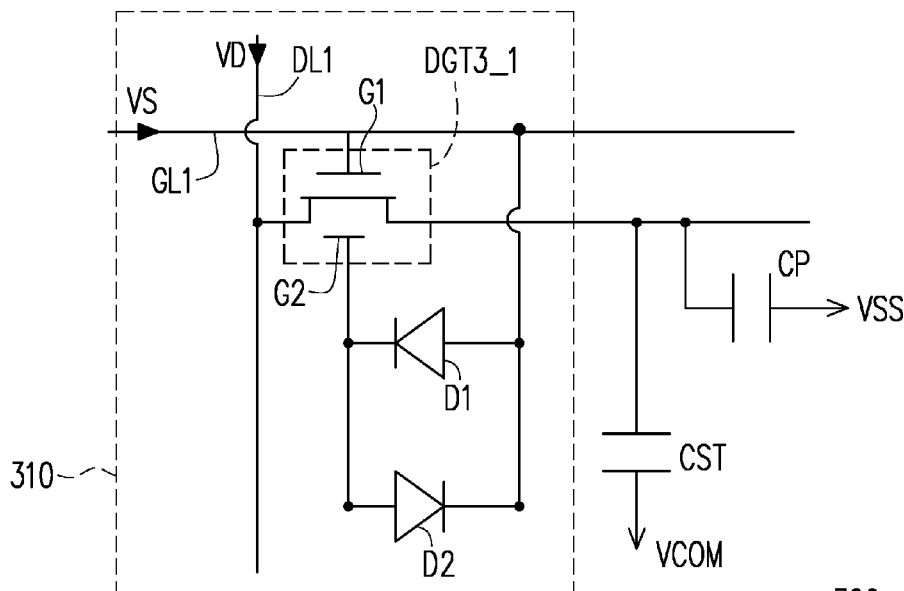 VD
DL1
DGT3_1
G1
VS
GL1
G2
CP
VSS
D1
CST
310
D2
VCOM